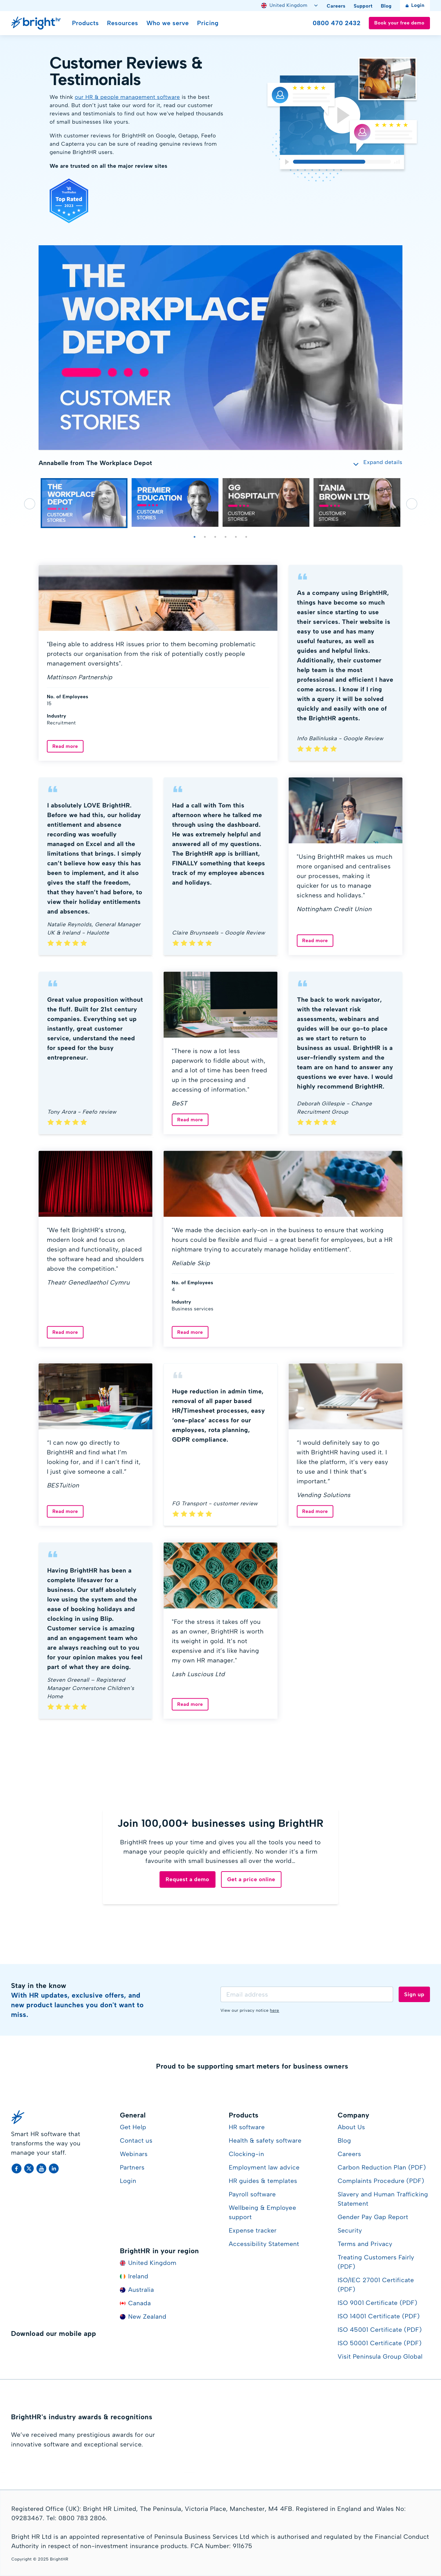 United Kingdom
Careers
Support
Blog
Login
brightHR
Products
Resources
Who we serve
Pricing
0800 470 2432
Book your free demo
Customer Reviews &
Testimonials
We think our HR & people management software is the best
around. But don't just take our word for it, read our customer
reviews and testimonials to find out how we've helped thousands
of small businesses like yours.
With customer reviews for BrightHR on Google, Getapp, Feefo
and Capterra you can be sure of reading genuine reviews from
genuine BrightHR users.
We are trusted on all the major review sites
Top Rated
2023
THE
WORKPLACE
DEPOT
CUSTOMER
STORIES
Annabelle from The Workplace Depot
Expand details
THE
WORKPLACE
DEPOT
CUSTOMER
STORIES
PREMIER
EDUCATION
CUSTOMER
STORIES
GG
HOSPITALITY
CUSTOMER
STORIES
TANIA
BROWN LTD
CUSTOMER
STORIES
"Being able to address HR issues prior to them becoming problematic
protects our organisation from the risk of potentially costly people
management oversights".
Mattinson Partnership
No. of Employees
15
Industry
Recruitment
Read more
As a company using BrightHR,
things have become so much
easier since starting to use
their services. Their website is
easy to use and has many
useful features, as well as
guides and helpful links.
Additionally, their customer
help team is the most
professional and efficient I have
come across. I know if I ring
with a query it will be solved
quickly and easily with one of
the BrightHR agents.
Info Ballinluska - Google Review
I absolutely LOVE BrightHR.
Before we had this, our holiday
entitlement and absence
recording was woefully
managed on Excel and all the
limitations that brings. I simply
can't believe how easy this has
been to implement, and it also
gives the staff the freedom,
that they haven't had before, to
view their holiday entitlements
and absences.
Natalie Reynolds, General Manager
UK & Ireland - Haulotte
Had a call with Tom this
afternoon where he talked me
through using the dashboard.
He was extremely helpful and
answered all of my questions.
The BrightHR app is brilliant,
FINALLY something that keeps
track of my employee abences
and holidays.
Claire Bruynseels - Google Review
"Using BrightHR makes us much
more organised and centralises
our processes, making it
quicker for us to manage
sickness and holidays."
Nottingham Credit Union
Read more
Great value proposition without
the fluff. Built for 21st century
companies. Everything set up
instantly, great customer
service, understand the need
for speed for the busy
entrepreneur.
Tony Arora - Feefo review
"There is now a lot less
paperwork to fiddle about with,
and a lot of time has been freed
up in the processing and
accessing of information."
BeST
Read more
The back to work navigator,
with the relevant risk
assessments, webinars and
guides will be our go-to place
as we start to return to
business as usual. BrightHR is a
user-friendly system and the
team are on hand to answer any
questions we ever have. I would
highly recommend BrightHR.
Deborah Gillespie - Change
Recruitment Group
"We felt BrightHR's strong,
modern look and focus on
design and functionality, placed
the software head and shoulders
above the competition."
Theatr Genedlaethol Cymru
Read more
"We made the decision early-on in the business to ensure that working
hours could be flexible and fluid – a great benefit for employees, but a HR
nightmare trying to accurately manage holiday entitlement".
Reliable Skip
No. of Employees
4
Industry
Business services
Read more
"I can now go directly to
BrightHR and find what I'm
looking for, and if I can't find it,
I just give someone a call."
BESTuition
Read more
Huge reduction in admin time,
removal of all paper based
HR/Timesheet processes, easy
'one-place' access for our
employees, rota planning,
GDPR compliance.
FG Transport - customer review
"I would definitely say to go
with BrightHR having used it. I
like the platform, it's very easy
to use and I think that's
important."
Vending Solutions
Read more
Having BrightHR has been a
complete lifesaver for a
business. Our staff absolutely
love using the system and the
ease of booking holidays and
clocking in using Blip.
Customer service is amazing
and an engagement team who
are always reaching out to you
for your opinion makes you feel
part of what they are doing.
Steven Greenall – Registered
Manager Cornerstone Children's
Home
"For the stress it takes off you
as an owner, BrightHR is worth
its weight in gold. It's not
expensive and it's like having
my own HR manager."
Lash Luscious Ltd
Read more
Join 100,000+ businesses using BrightHR
BrightHR frees up your time and gives you all the tools you need to
manage your people quickly and efficiently. No wonder it's a firm
favourite with small businesses all over the world…
Request a demo
Get a price online
Stay in the know
With HR updates, exclusive offers, and
new product launches you don't want to
miss.
Email address
Sign up
View our privacy notice here
Proud to be supporting smart meters for business owners
Smart HR software that
transforms the way you
manage your staff.
General
Get Help
Contact us
Webinars
Partners
Login
BrightHR in your region
United Kingdom
Ireland
Australia
Canada
New Zealand
Products
HR software
Health & safety software
Clocking-in
Employment law advice
HR guides & templates
Payroll software
Wellbeing & Employee
support
Expense tracker
Accessibility Statement
Company
About Us
Blog
Careers
Carbon Reduction Plan (PDF)
Complaints Procedure (PDF)
Slavery and Human Trafficking
Statement
Gender Pay Gap Report
Security
Terms and Privacy
Treating Customers Fairly
(PDF)
ISO/IEC 27001 Certificate
(PDF)
ISO 9001 Certificate (PDF)
ISO 14001 Certificate (PDF)
ISO 45001 Certificate (PDF)
ISO 50001 Certificate (PDF)
Visit Peninsula Group Global
Download our mobile app
BrightHR's industry awards & recognitions
We've received many prestigious awards for our
innovative software and exceptional service.
Registered Office (UK): Bright HR Limited, The Peninsula, Victoria Place, Manchester, M4 4FB. Registered in England and Wales No:
09283467. Tel: 0800 783 2806.
Bright HR Ltd is an appointed representative of Peninsula Business Services Ltd which is authorised and regulated by the Financial Conduct
Authority in respect of non-investment insurance products. FCA Number: 911675
Copyright © 2025 BrightHR